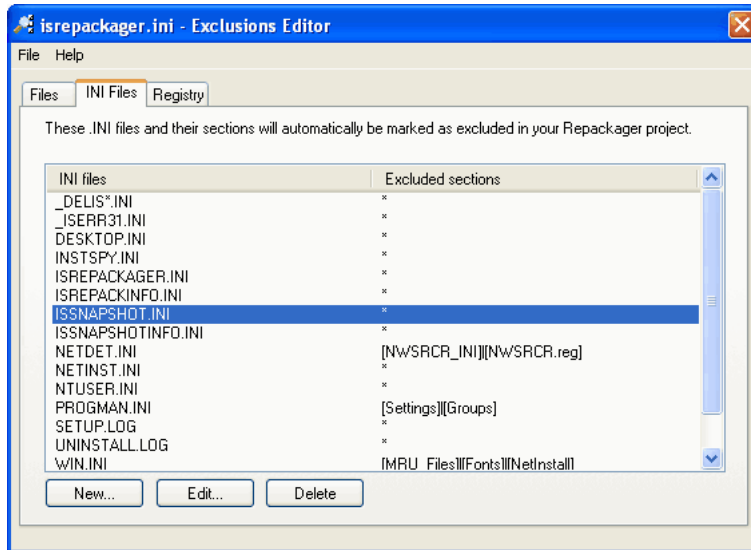 isrepackager.ini - Exclusions Editor
File Help
Files INI Files Registry
These .INI files and their sections will automatically be marked as excluded in your Repackager project.
INI files Excluded sections
_DELIS*.INI *
_ISERR31.INI *
DESKTOP.INI *
INSTSPY.INI *
ISREPACKAGER.INI *
ISREPACKINFO.INI *
ISSNAPSHOT.INI *
ISSNAPSHOTINFO.INI *
NETDET.INI [NWSRCR_INI][NWSRCR.reg]
NETINST.INI *
NTUSER.INI *
PROGMAN.INI [Settings][Groups]
SETUP.LOG *
UNINSTALL.LOG *
WIN.INI [MRU_Files][Fonts][NetInstall]
New... Edit... Delete